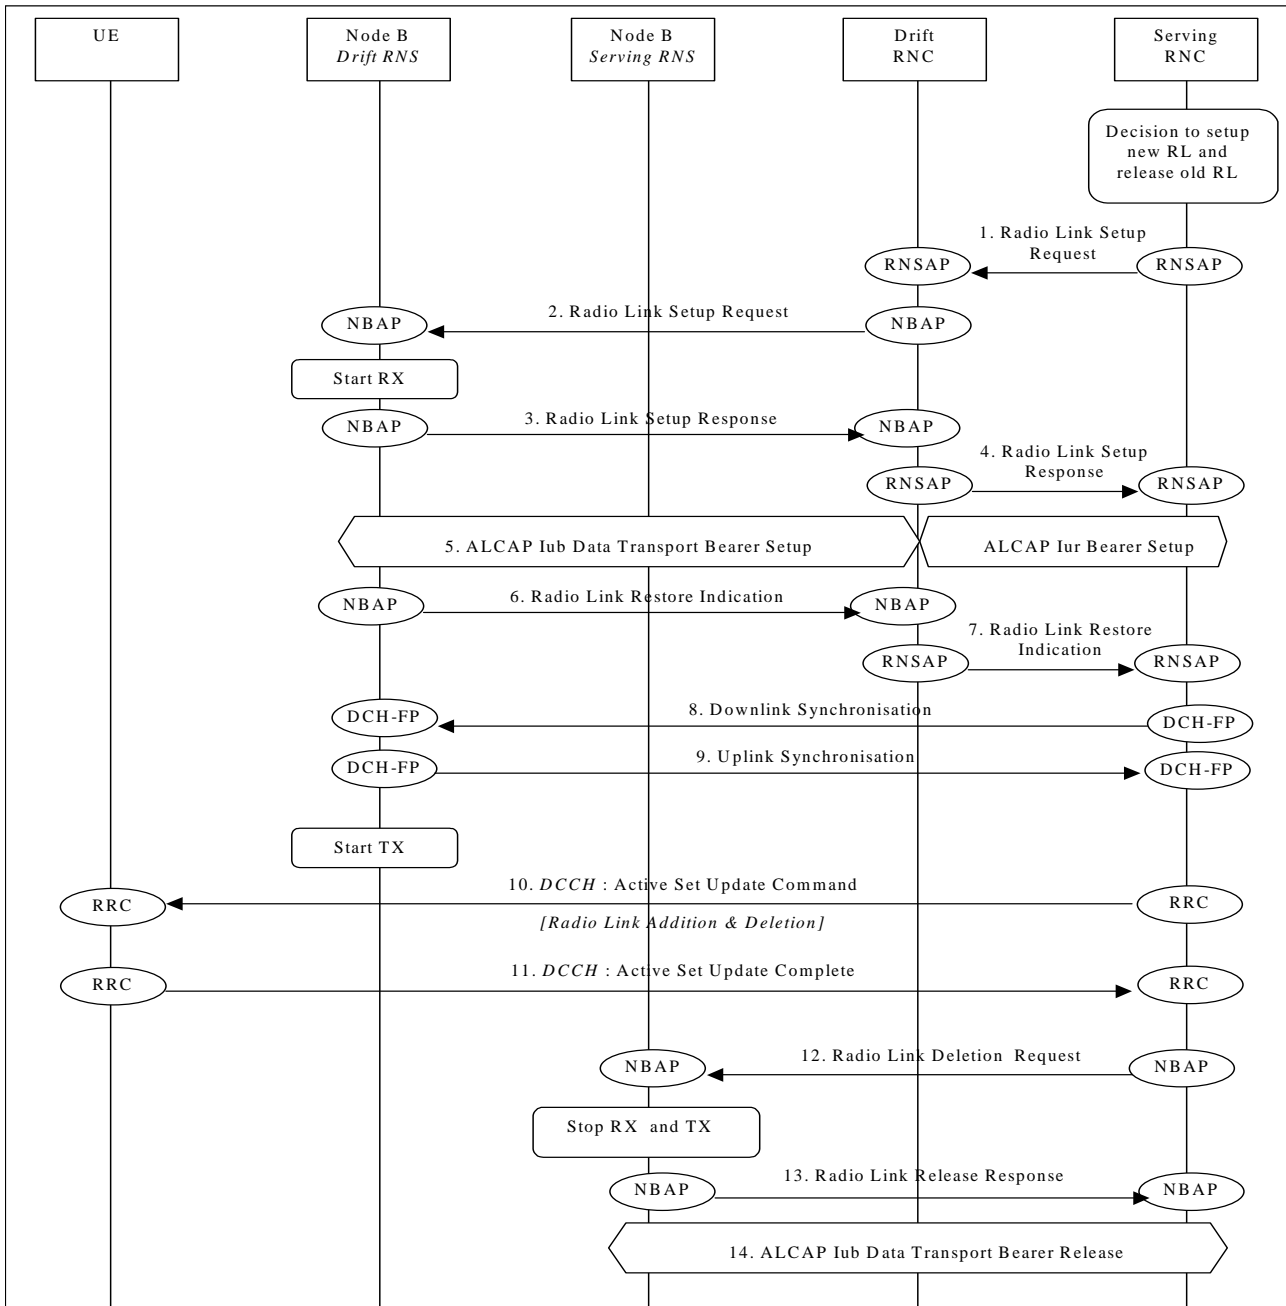 UE
Node B
Drift RNS
Node B
Serving RNS
Drift
RNC
Serving
RNC
Decision to setup
new RL and
release old RL
1. Radio Link Setup
Request
RNSAP
RNSAP
2. Radio Link Setup Request
NBAP
NBAP
Start RX
3. Radio Link Setup Response
NBAP
NBAP
4. Radio Link Setup
Response
RNSAP
RNSAP
5. ALCAP Iub Data Transport Bearer Setup
ALCAP Iur Bearer Setup
6. Radio Link Restore Indication
NBAP
NBAP
7. Radio Link Restore
Indication
RNSAP
RNSAP
8. Downlink Synchronisation
DCH-FP
DCH-FP
9. Uplink Synchronisation
DCH-FP
DCH-FP
Start TX
10. DCCH : Active Set Update Command
RRC
RRC
[Radio Link Addition & Deletion]
11. DCCH : Active Set Update Complete
RRC
RRC
12. Radio Link Deletion Request
NBAP
NBAP
Stop RX and TX
13. Radio Link Release Response
NBAP
NBAP
14. ALCAP Iub Data Transport Bearer Release